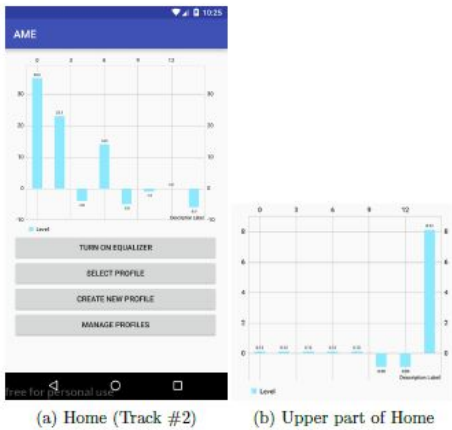 10:25
AME
0 3 6 9 12
30 30
20 20
10 10
0 0
-10 -10
Description Label
Level
TURN ON EQUALIZER
SELECT PROFILE
CREATE NEW PROFILE
MANAGE PROFILES
free for personal use
(a) Home (Track #2)
0 3 6 9 12
8 8
6 6
4 4
2 2
0 0
Description Label
Level
(b) Upper part of Home